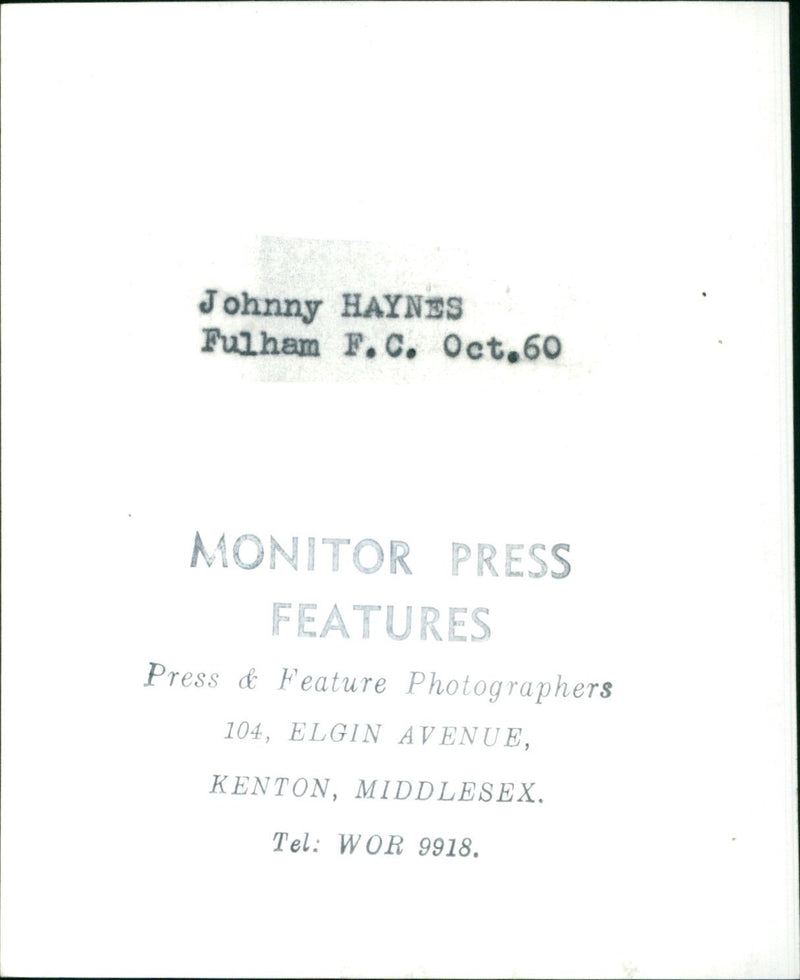 Johnny HAYNES
Fulham F.C. Oct.60
MONITOR PRESS
FEATURES
Press & Feature Photographers
104, ELGIN AVENUE,
KENTON, MIDDLESEX.
Tel: WOR 9918.